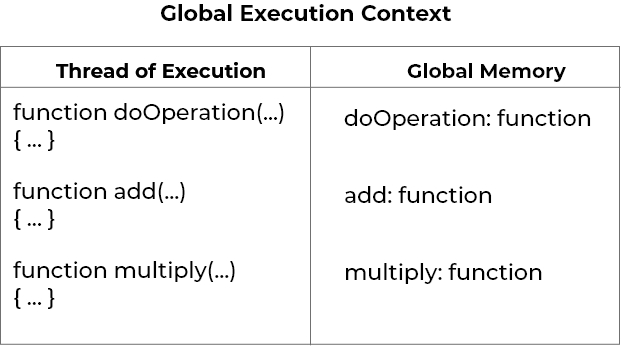 Global Execution Context
Thread of Execution
Global Memory
function doOperation(...)
{ ... }
doOperation: function
function add(...)
{ ... }
add: function
function multiply(...)
{ ... }
multiply: function